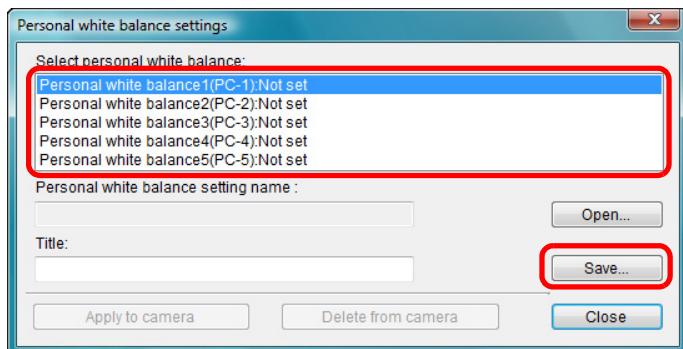 Personal white balance settings
Select personal white balance:
Personal white balance1(PC-1):Not set
Personal white balance2(PC-2):Not set
Personal white balance3(PC-3):Not set
Personal white balance4(PC-4):Not set
Personal white balance5(PC-5):Not set
Personal white balance setting name :
Open...
Title:
Save...
Apply to camera Delete from camera Close